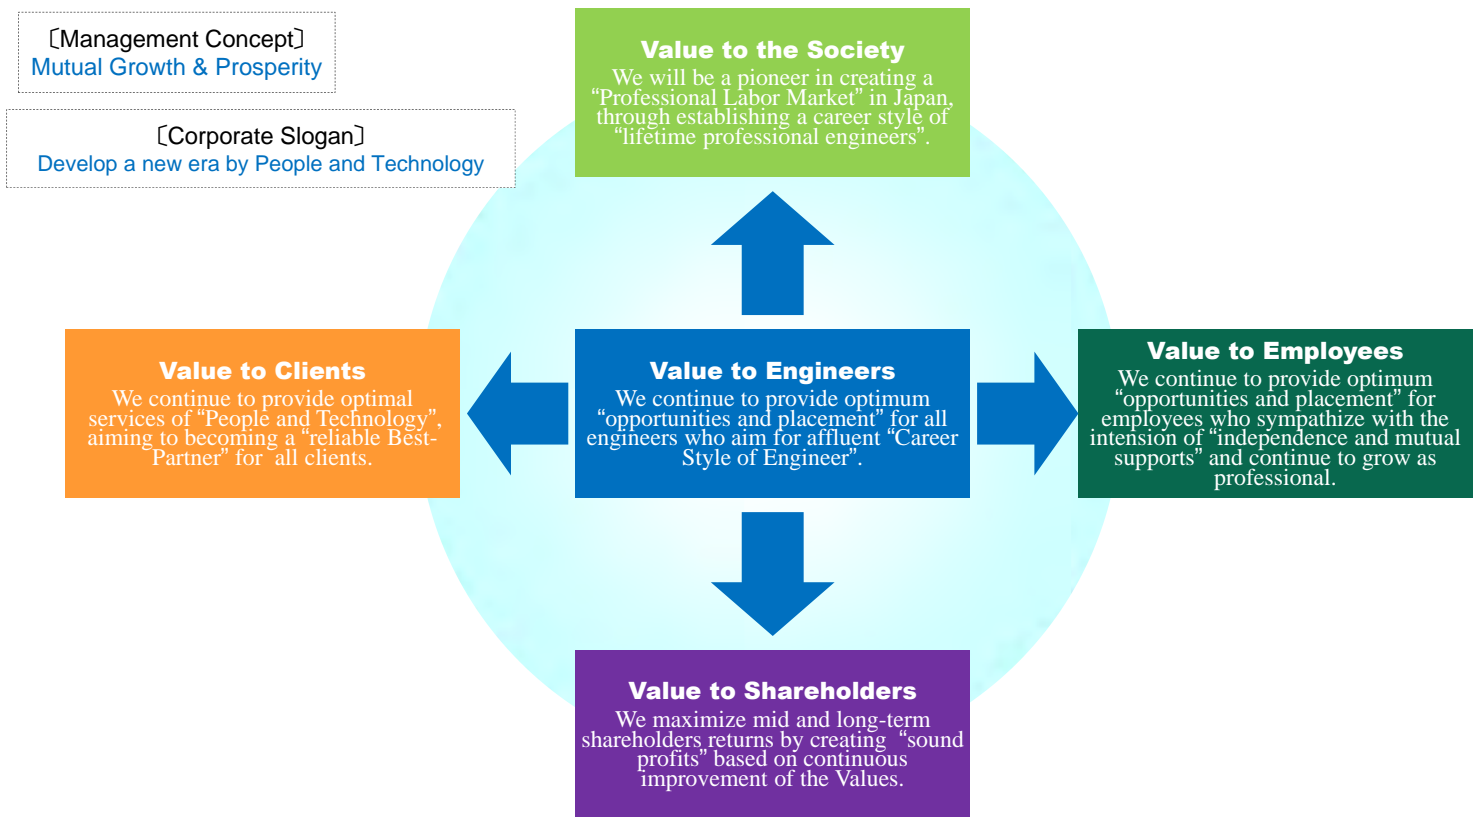 〔Management Concept〕
Mutual Growth & Prosperity
〔Corporate Slogan〕
Develop a new era by People and Technology
Value to the Society
We will be a pioneer in creating a
“Professional Labor Market” in Japan,
through establishing a career style of
“lifetime professional engineers”.
Value to Clients
We continue to provide optimal
services of “People and Technology”,
aiming to becoming a “reliable Best-
Partner” for all clients.
Value to Engineers
We continue to provide optimum
“opportunities and placement” for all
engineers who aim for affluent “Career
Style of Engineer”.
Value to Employees
We continue to provide optimum
“opportunities and placement” for
employees who sympathize with the
intension of “independence and mutual
supports” and continue to grow as
professional.
Value to Shareholders
We maximize mid and long-term
shareholders returns by creating “sound
profits” based on continuous
improvement of the Values.